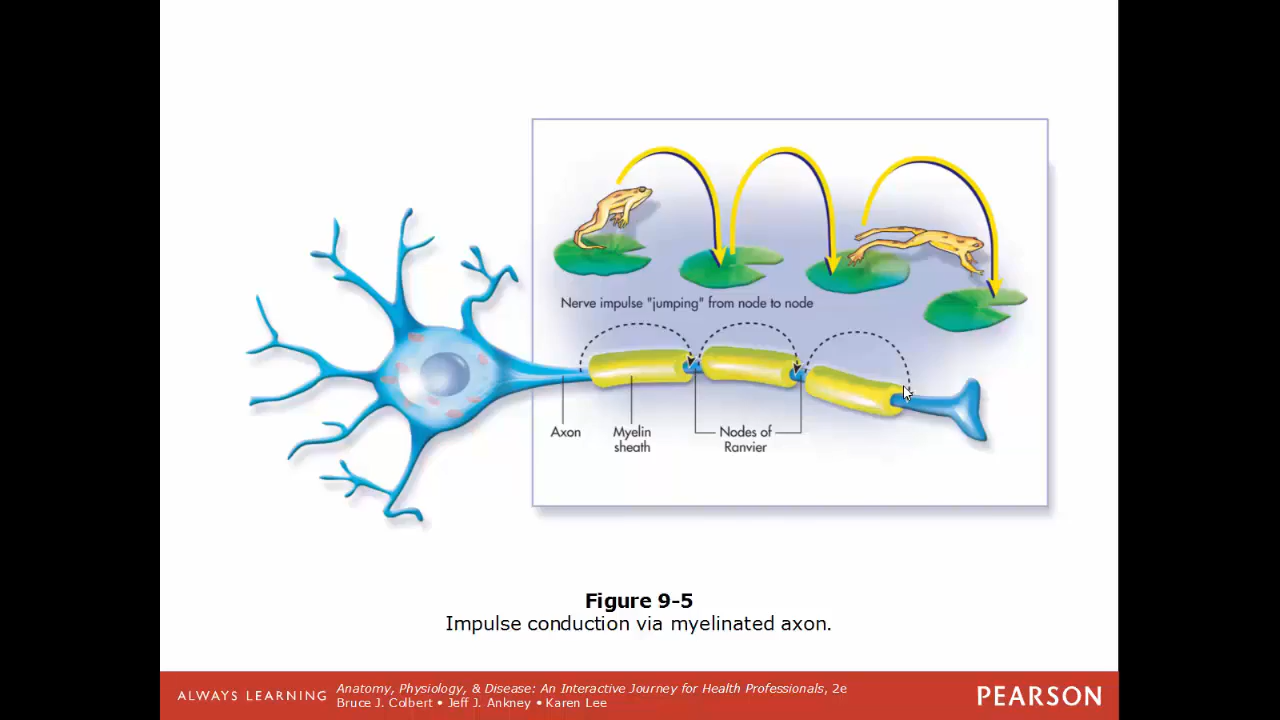 Nerve impulse "jumping" from node to node
Axon
Myelin
sheath
Nodes of
Ranvier
Figure 9-5
Impulse conduction via myelinated axon.
ALWAYS LEARNING
Anatomy, Physiology, & Disease: An Interactive Journey for Health Professionals, 2e
Bruce J. Colbert • Jeff J. Ankney • Karen Lee
PEARSON